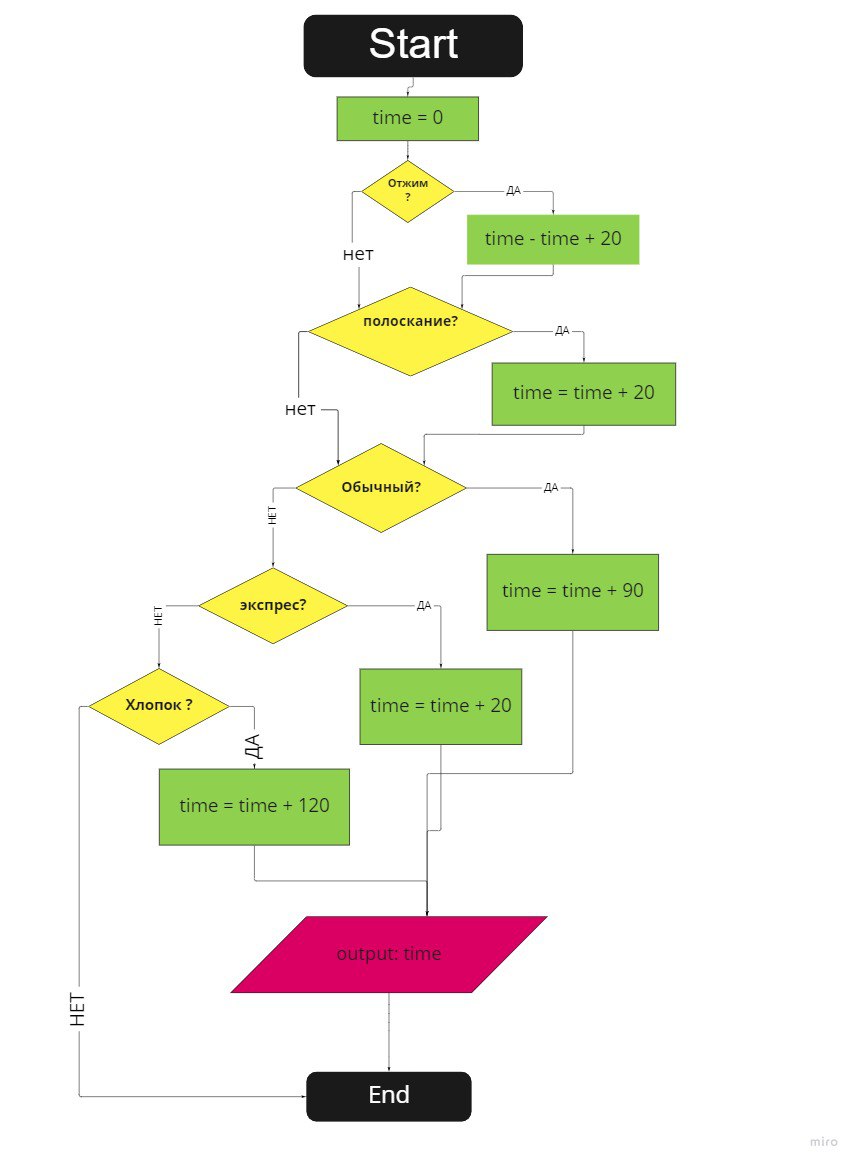 Start
time = 0
Отжим
?
ДА
time - time + 20
нет
полоскание?
ДА
time = time + 20
нет
Обычный?
ДА
НЕТ
time = time + 90
экспрес?
ДА
НЕТ
time = time + 20
Хлопок ?
ДА
time = time + 120
output: time
НЕТ
End
miro